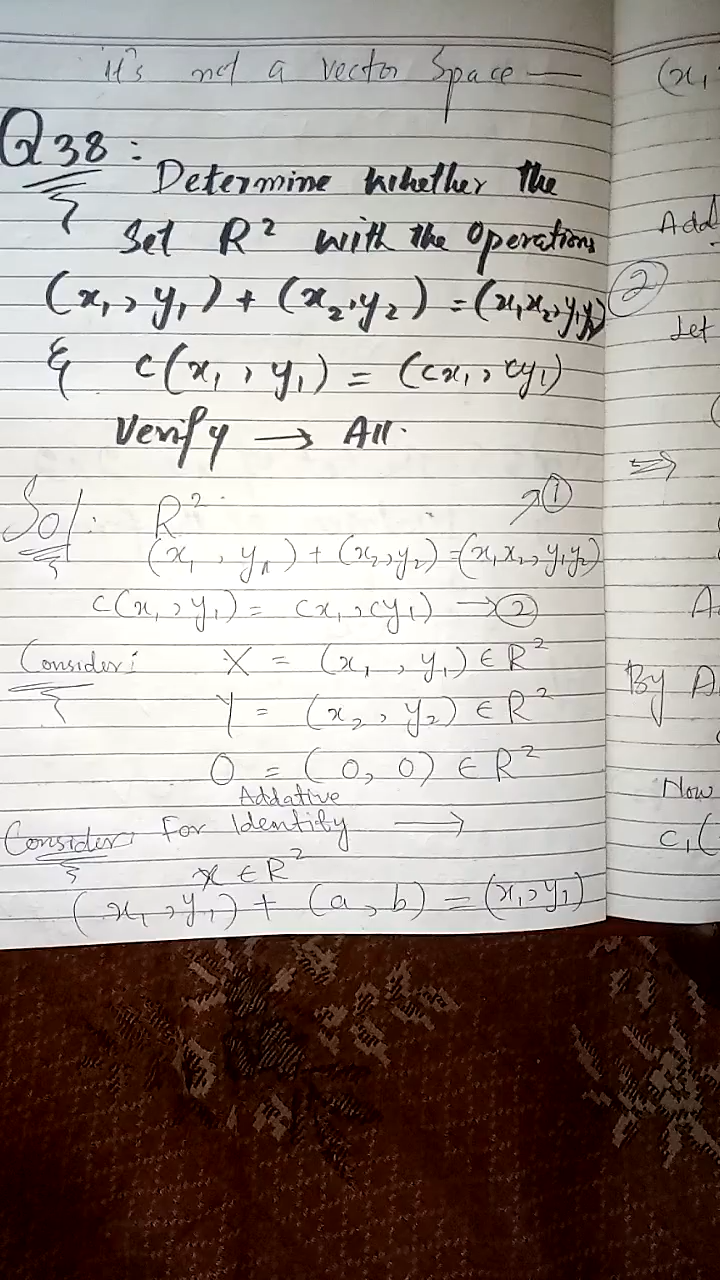 it's not a vector Space —
Q38:
Determine whether the
Set R² with the Operations
(x₁, y₁) + (x₂, y₂) = (x₁x₂, y₁y₂)
& c(x₁, y₁) = (cx₁, cy₁)
Verify → All.
Sol: R²
(x₁, y₁) + (x₂, y₂) = (x₁x₂, y₁y₂) → ①
c(x₁, y₁) = cx₁, cy₁) → ②
Consider: X = (x₁, y₁) ∈ R²
Y = (x₂, y₂) ∈ R²
O = (0, 0) ∈ R²
Addative
Consider, For Identity →
x ∈ R²
(x₁, y₁) + (a, b) = (x₁, y₁)
(x₁
Add
②
Let
⇒
A
By A
Now
c₁(